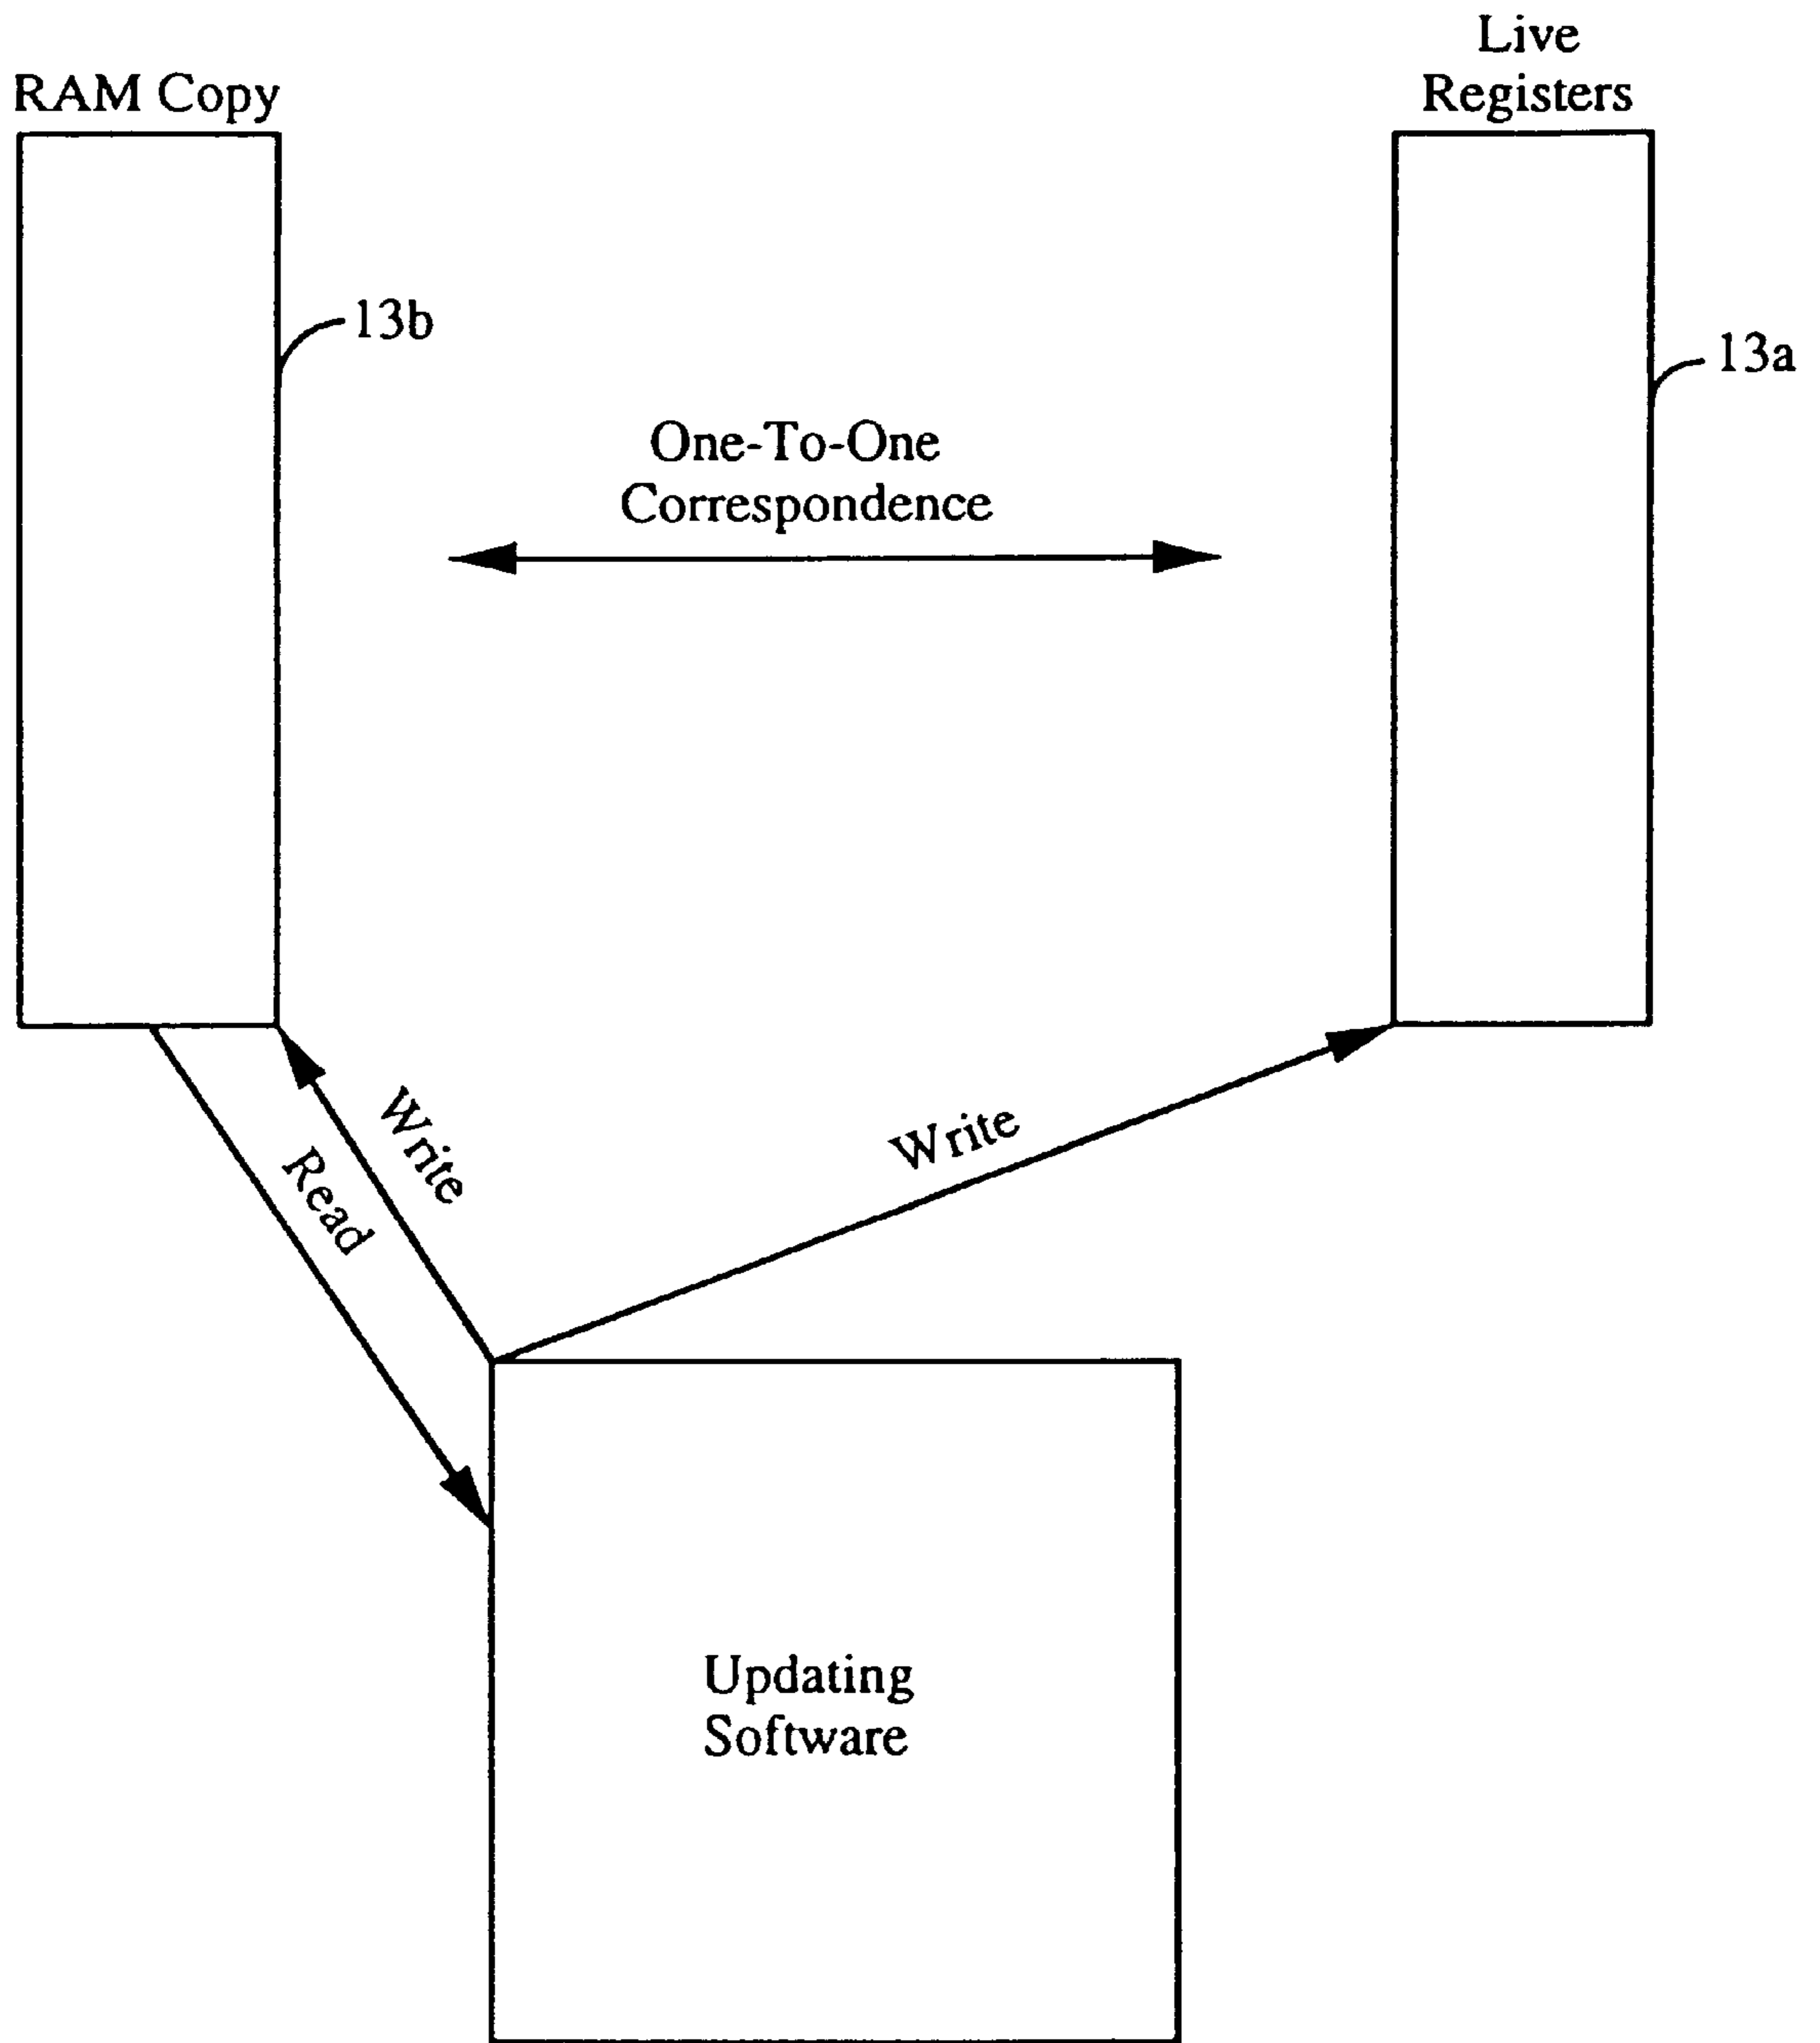 Live
Registers
RAM Copy
13b
13a
One-To-One
Correspondence
Write
Read
Write
Updating
Software